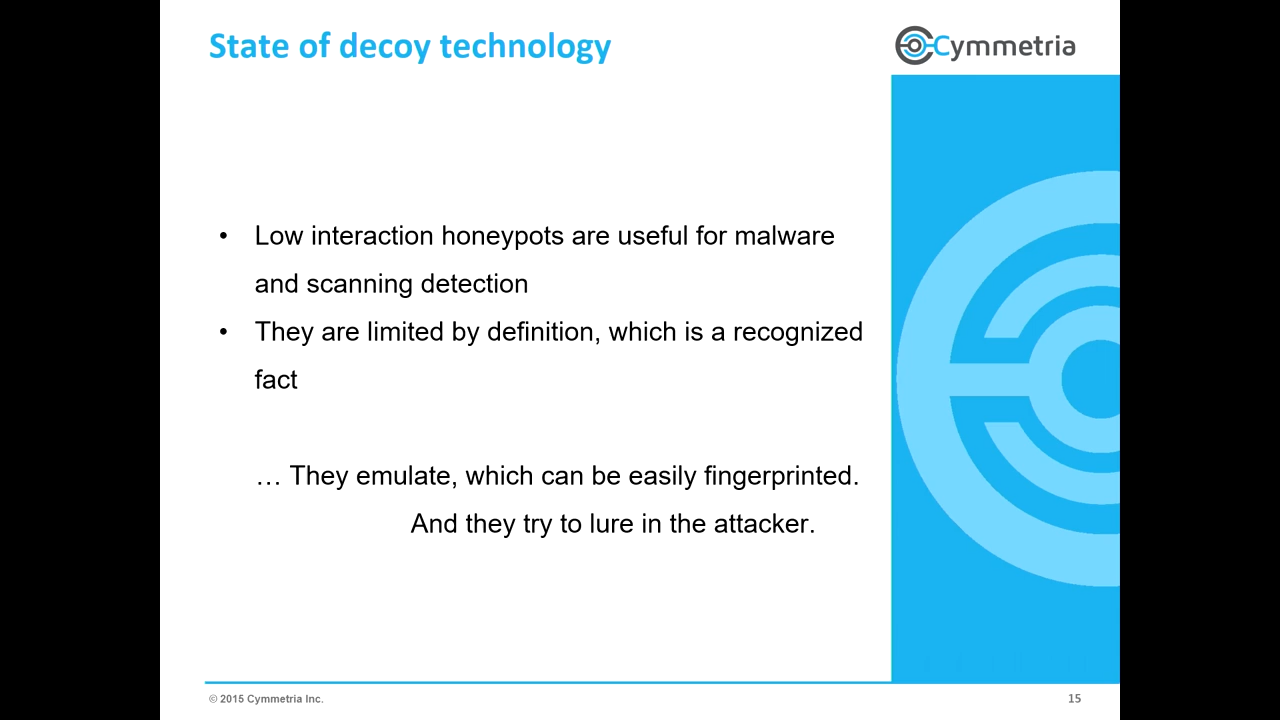 State of decoy technology
Cymmetria
• Low interaction honeypots are useful for malware
and scanning detection
• They are limited by definition, which is a recognized
fact
… They emulate, which can be easily fingerprinted.
And they try to lure in the attacker.
© 2015 Cymmetria Inc.
15